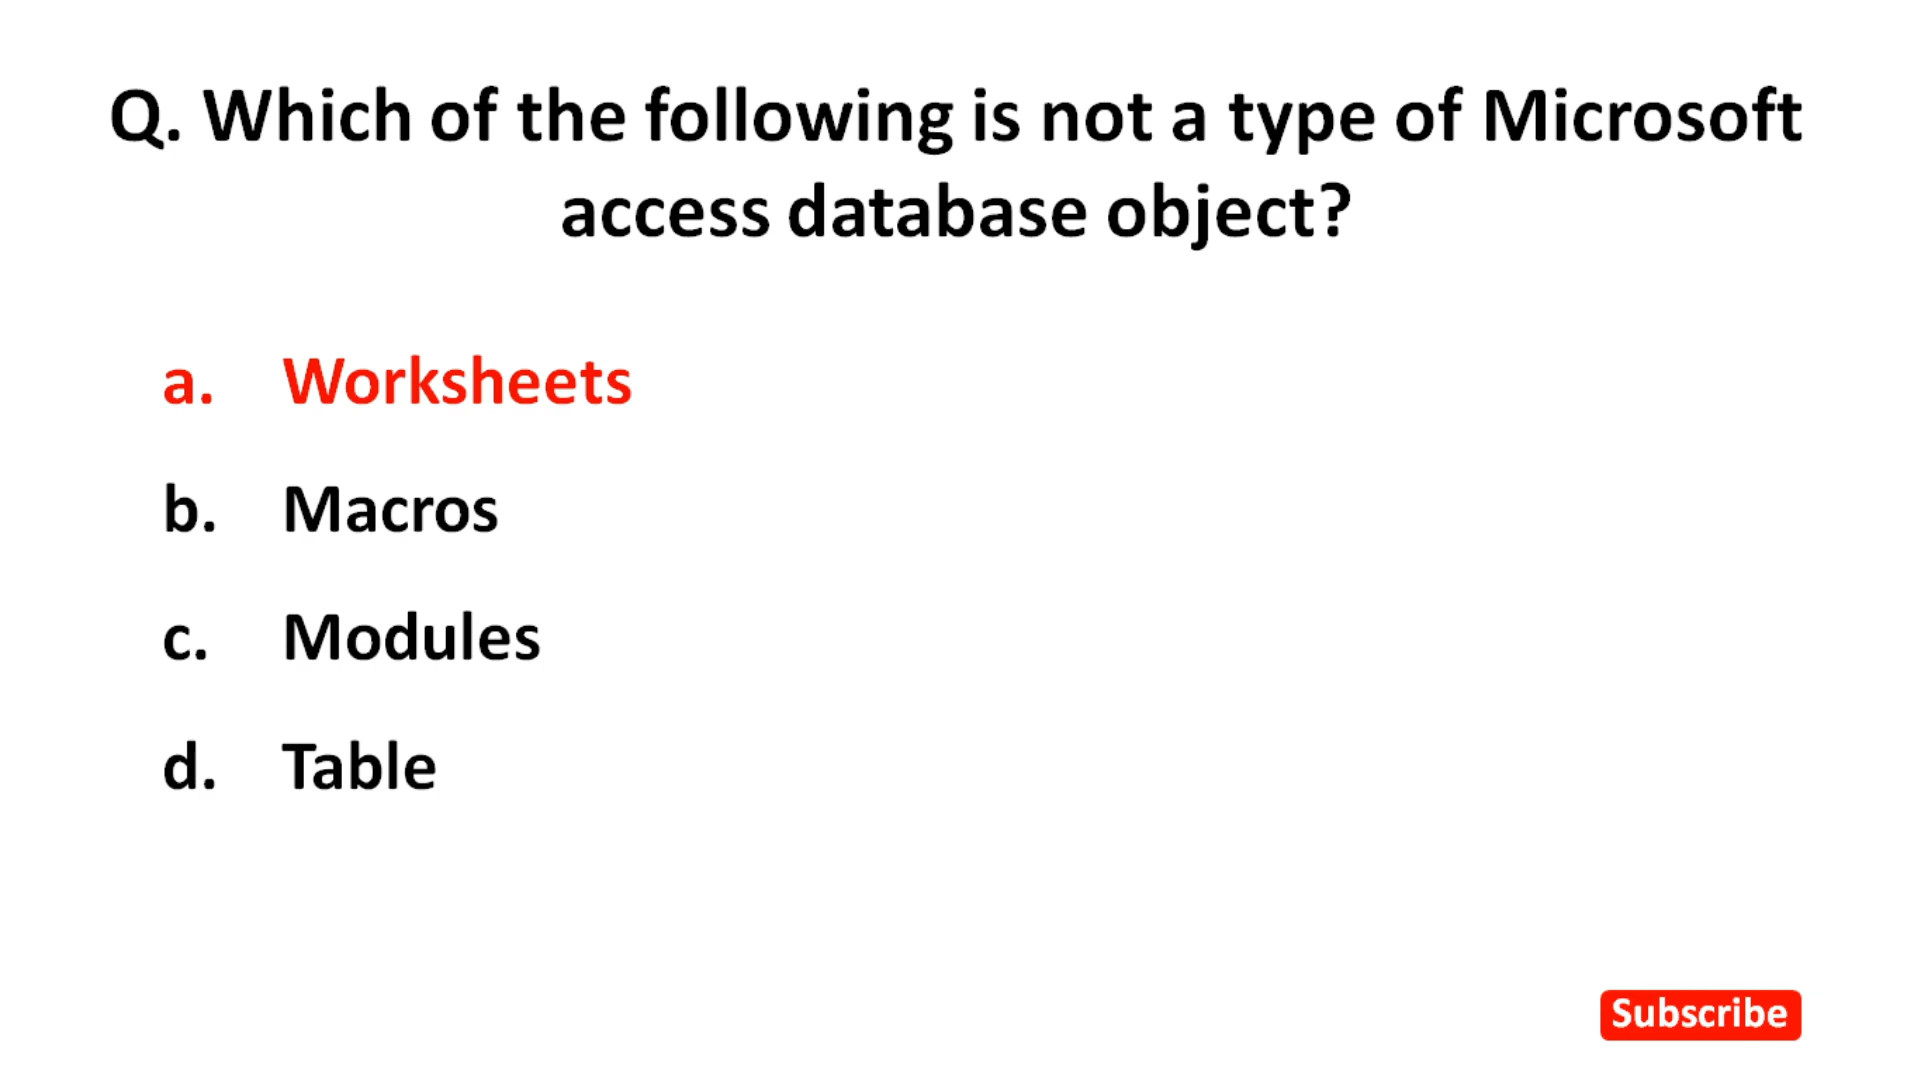 Q. Which of the following is not a type of Microsoft
access database object?
a. Worksheets
b. Macros
c. Modules
d. Table
Subscribe